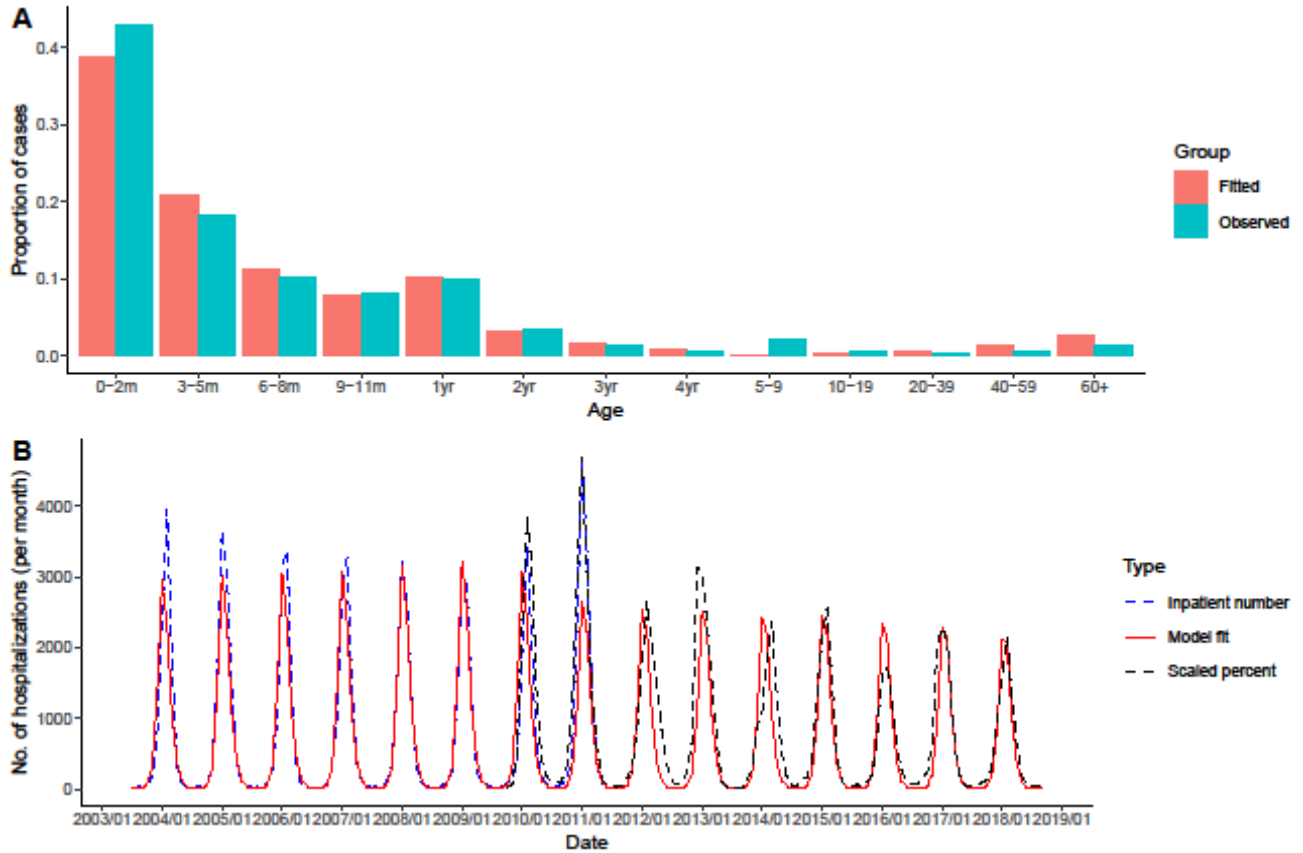 A
Proportion of cases
0.4
0.3
0.2
0.1
0.0
0−2m 3−5m 6−8m 9−11m 1yr 2yr 3yr 4yr 5−9 10−19 20−39 40−59 60+
Age
Group
Fitted
Observed
B
No. of hospitalizations (per month)
4000
3000
2000
1000
0
2003/01 2004/01 2005/01 2006/01 2007/01 2008/01 2009/01 2010/01 2011/01 2012/01 2013/01 2014/01 2015/01 2016/01 2017/01 2018/01 2019/01
Date
Type
Inpatient number
Model fit
Scaled percent